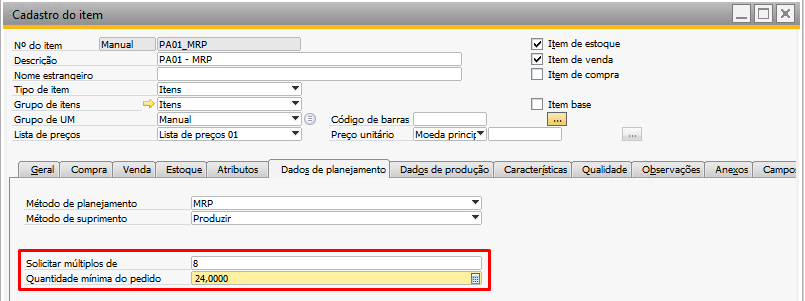 Cadastro do item
Nº do item Manual PA01_MRP Item de estoque
Descrição PA01 - MRP Item de venda
Nome estrangeiro Item de compra
Tipo de item Itens
Grupo de itens Itens Item base
Grupo de UM Manual Código de barras ...
Lista de preços Lista de preços 01 Preço unitário Moeda princip ...
Geral Compra Venda Estoque Atributos Dados de planejamento Dados de produção Características Qualidade Observações Anexos Campos
Método de planejamento MRP
Método de suprimento Produzir
Solicitar múltiplos de 8
Quantidade mínima do pedido 24,0000